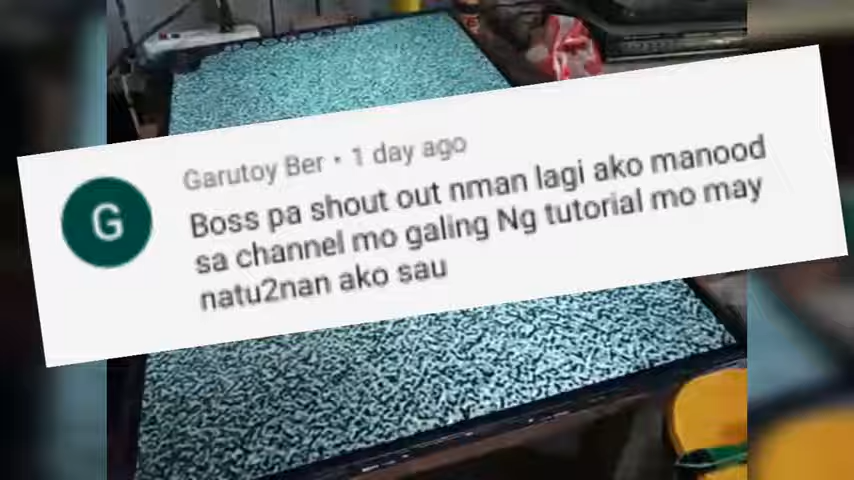 G
Garutoy Ber • 1 day ago
Boss pa shout out nman lagi ako manood
sa channel mo galing Ng tutorial mo may
natu2nan ako sau